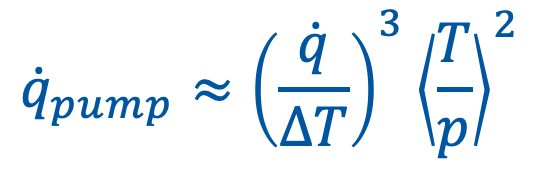 q̇_pump ≈ (q̇/ΔT)³ ⟨T/p⟩²